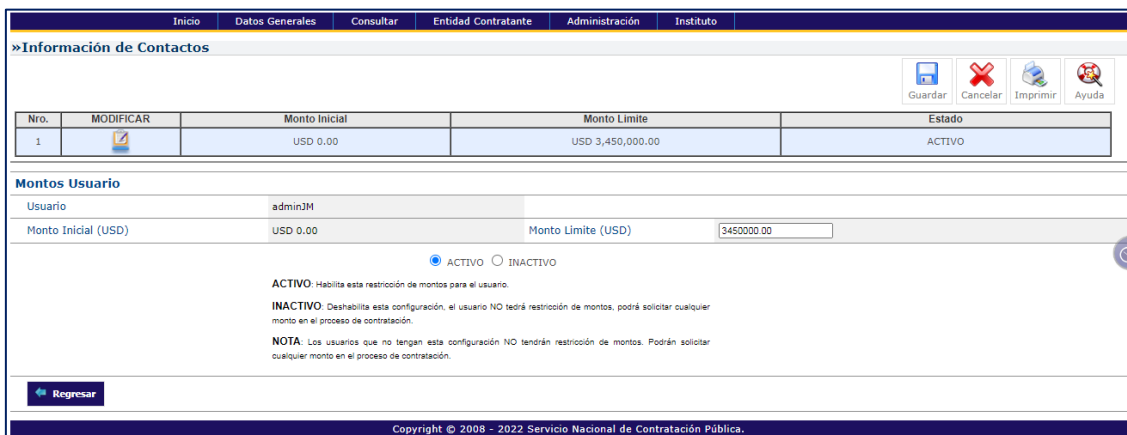 Inicio Datos Generales Consultar Entidad Contratante Administración Instituto
»Información de Contactos
Guardar Cancelar Imprimir Ayuda
Nro. MODIFICAR Monto Inicial Monto Limite Estado
1 USD 0.00 USD 3,450,000.00 ACTIVO
Montos Usuario
Usuario adminJM
Monto Inicial (USD) USD 0.00 Monto Limite (USD) 3450000.00
ACTIVO INACTIVO
ACTIVO: Habilita esta restricción de montos para el usuario.
INACTIVO: Deshabilita esta configuración, el usuario NO tedrá restricción de montos, podrá solicitar cualquier
monto en el prcceso de contratación.
NOTA: Los usuarios que no tengan esta configuración NO tendrán restricción de montos. Podrán solicitar
cualquier monto en el proceso de contratación.
Regresar
Copyright © 2008 - 2022 Servicio Nacional de Contratación Pública.